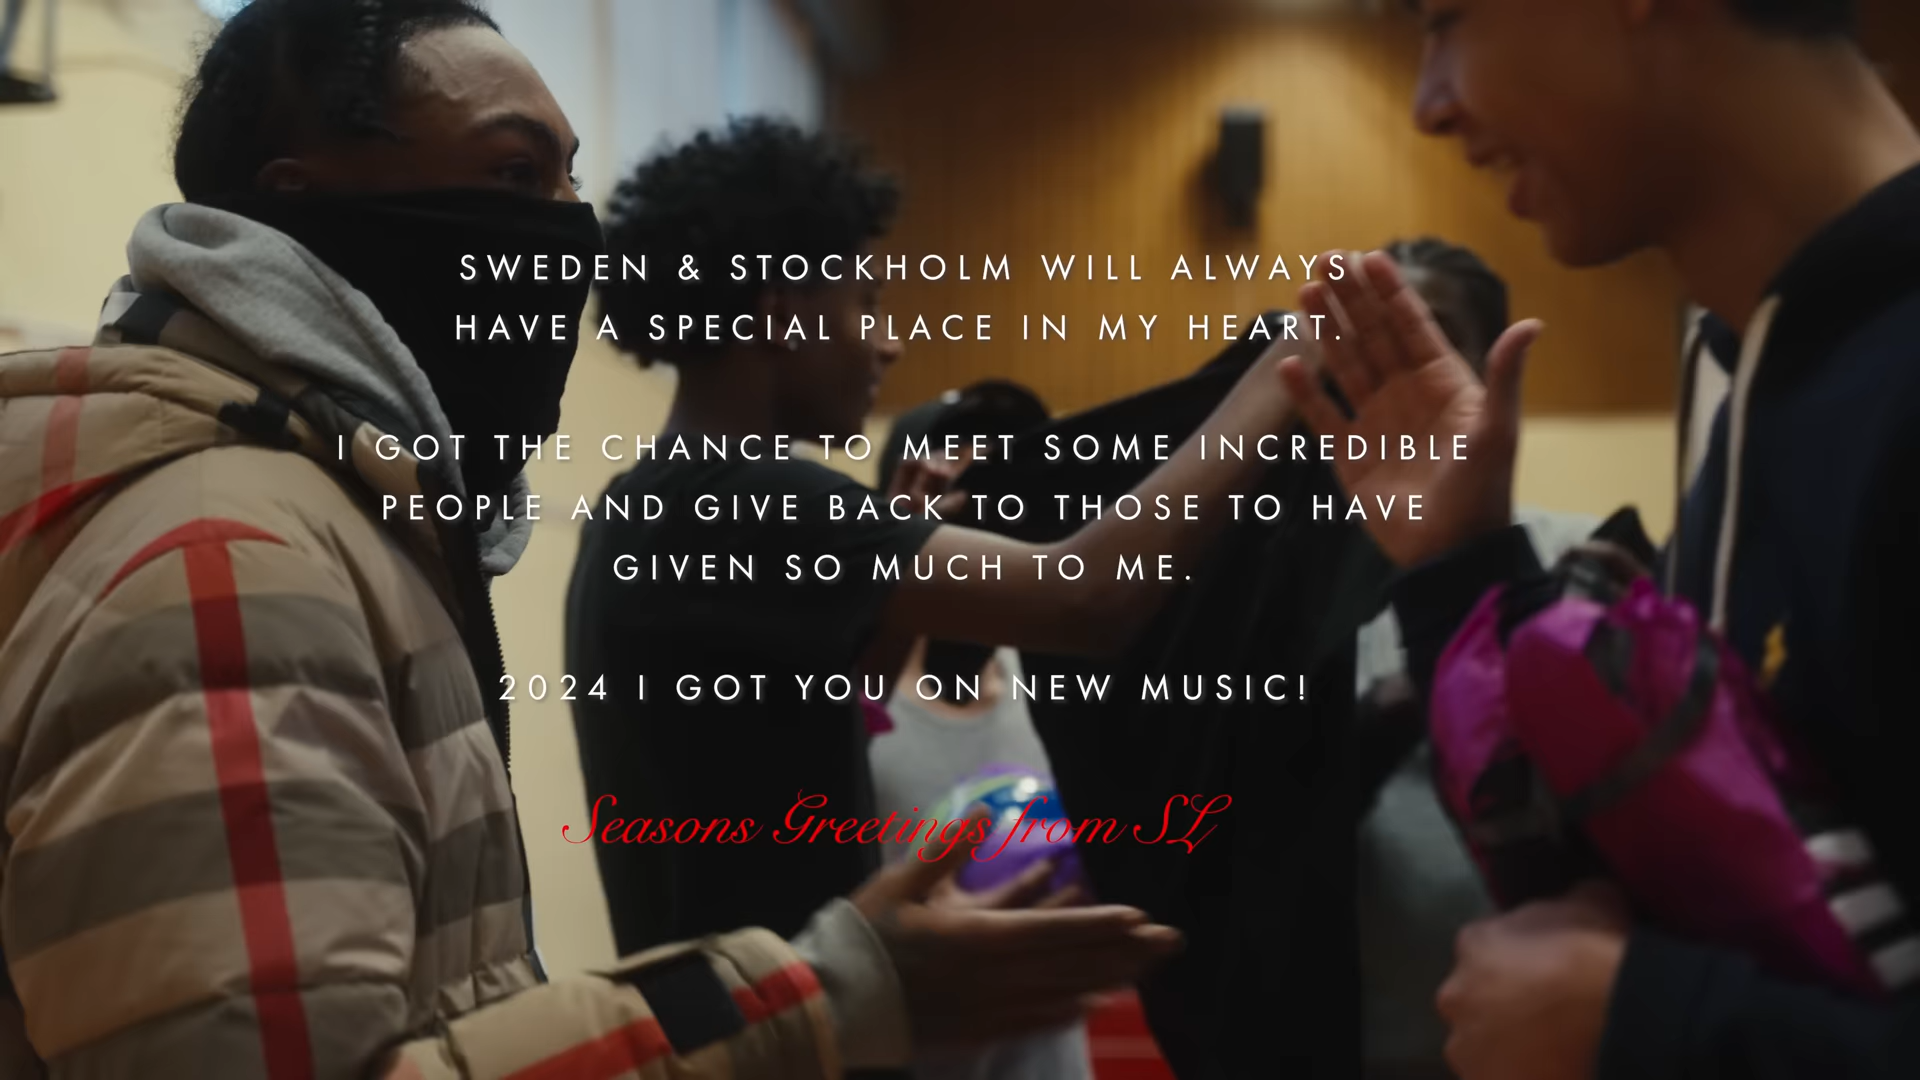 SWEDEN & STOCKHOLM WILL ALWAYS
HAVE A SPECIAL PLACE IN MY HEART.
I GOT THE CHANCE TO MEET SOME INCREDIBLE
PEOPLE AND GIVE BACK TO THOSE TO HAVE
GIVEN SO MUCH TO ME.
2024 I GOT YOU ON NEW MUSIC!
Seasons Greetings from SL